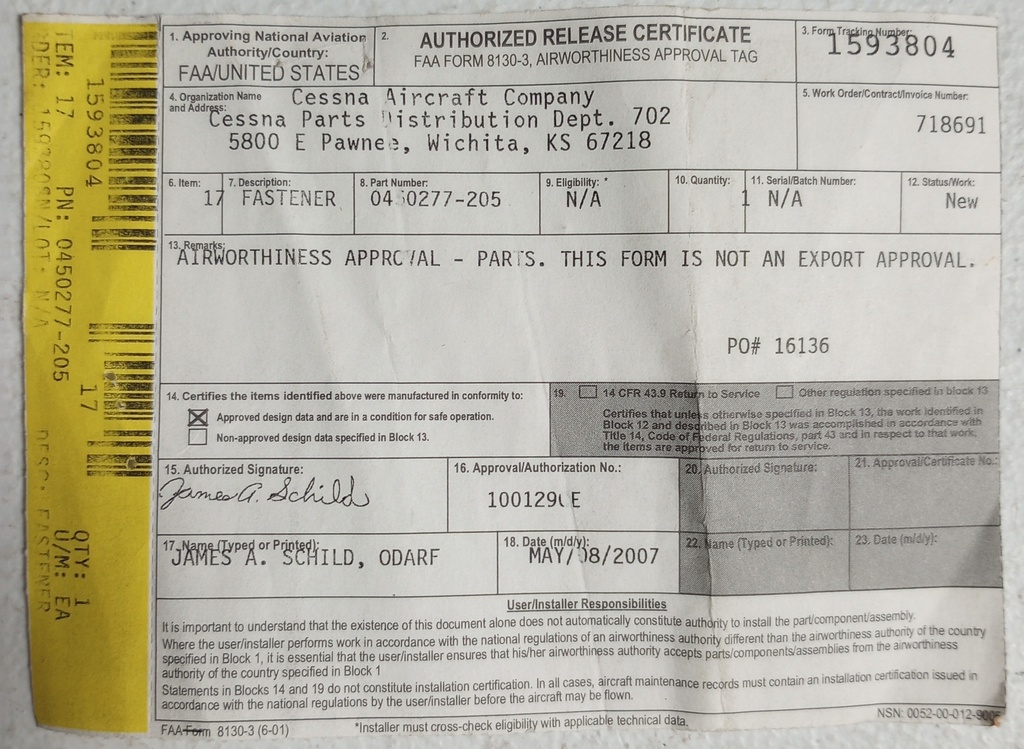 1. Approving National Aviation
Authority/Country:
FAA/UNITED STATES
2.
AUTHORIZED RELEASE CERTIFICATE
FAA FORM 8130-3, AIRWORTHINESS APPROVAL TAG
3. Form Tracking Number:
1593804
4. Organization Name
and Address:
Cessna Aircraft Company
Cessna Parts Distribution Dept. 702
5800 E Pawnee, Wichita, KS 67218
5. Work Order/Contract/Invoice Number:
718691
6. Item:
17
7. Description:
FASTENER
8. Part Number:
0450277-205
9. Eligibility: *
N/A
10. Quantity:
1
11. Serial/Batch Number:
N/A
12. Status/Work:
New
13. Remarks:
AIRWORTHINESS APPROVAL - PARTS. THIS FORM IS NOT AN EXPORT APPROVAL.
PO# 16136
14. Certifies the items identified above were manufactured in conformity to:
Approved design data and are in a condition for safe operation.
Non-approved design data specified in Block 13.
19. 14 CFR 43.9 Return to Service Other regulation specified in block 13
Certifies that unless otherwise specified in Block 13, the work identified in
Block 12 and described in Block 13 was accomplished in accordance with
Title 14, Code of Federal Regulations, part 43 and in respect to that work,
the items are approved for return to service.
15. Authorized Signature:
James A. Schild
16. Approval/Authorization No.:
20. Authorized Signature:
21. Approval/Certificate No.:
17. Name (Typed or Printed):
JAMES A. SCHILD, ODARF
18. Date (m/d/y):
MAY/08/2007
22. Name (Typed or Printed):
23. Date (m/d/y):
User/Installer Responsibilities
It is important to understand that the existence of this document alone does not automatically constitute authority to install the part/component/assembly.
Where the user/installer performs work in accordance with the national regulations of an airworthiness authority different than the airworthiness authority of the country
specified in Block 1, it is essential that the user/installer ensures that his/her airworthiness authority accepts parts/components/assemblies from the airworthiness
authority of the country specified in Block 1
Statements in Blocks 14 and 19 do not constitute installation certification. In all cases, aircraft maintenance records must contain an installation certification issued in
accordance with the national regulations by the user/installer before the aircraft may be flown.
FAA Form 8130-3 (6-01)
*Installer must cross-check eligibility with applicable technical data.
NSN: 0052-00-012-9005
1593804
17
QTY: 1
TEM: 17 PN: 0450277-205
U/M: EA
N/LOT: N/A
DESC: FASTENER